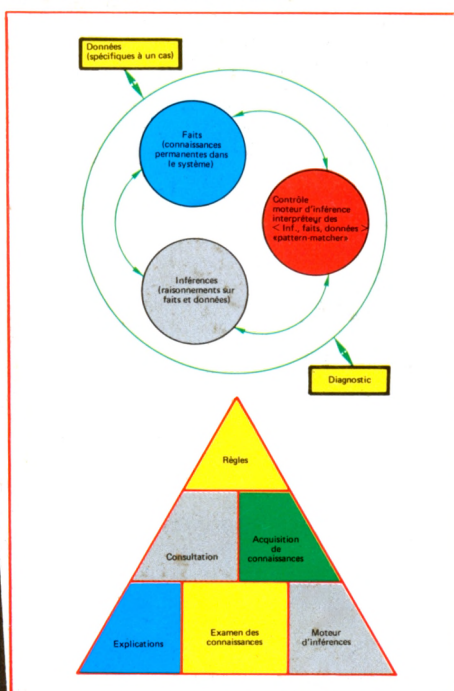 Données
(spécifiques à un cas)
Faits
(connaissances
permanentes dans
le système)
Contrôle
moteur d'inférence
interpréteur des
< Inf., faits, données >
«pattern-matcher»
Inférences
(raisonnements sur
faits et données)
Diagnostic
Règles
Consultation
Acquisition
de
connaissances
Explications
Examen des
connaissances
Moteur
d'inférences